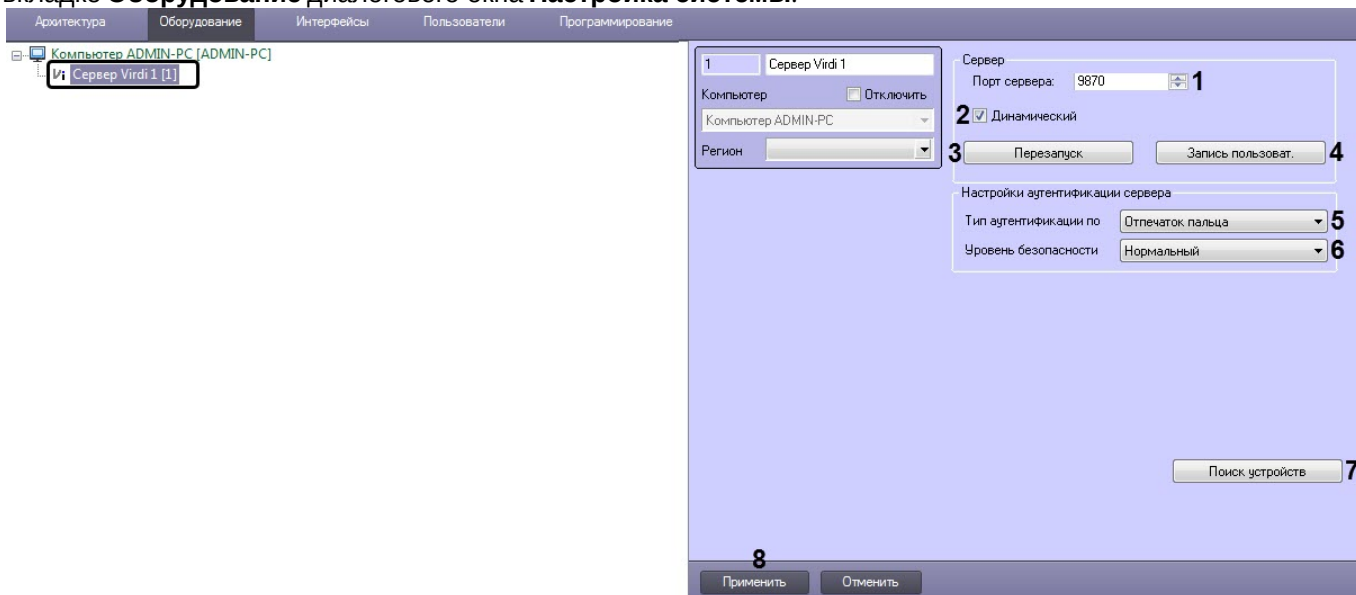 вкладке Оборудование диалогового окна Настройка системы.
Архитектура Оборудование Интерфейсы Пользователи Программирование
Компьютер ADMIN-PC [ADMIN-PC]
Сервер Virdi 1 [1]
1 Сервер Virdi 1
Компьютер Отключить
Компьютер ADMIN-PC
Регион
Сервер
Порт сервера: 9870 1
2 Динамический
3 Перезапуск Запись пользоват. 4
Настройки аутентификации сервера
Тип аутентификации по Отпечаток пальца 5
Уровень безопасности Нормальный 6
Поиск устройств 7
8
Применить Отменить